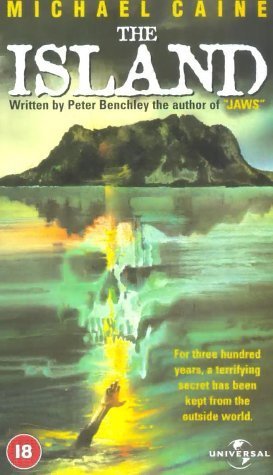 MICHAEL CAINE
THE
ISLAND
Written by Peter Benchley the author of "JAWS"
For three hundred
years, a terrifying
secret has been
kept from the
outside world.
18
UNIVERSAL